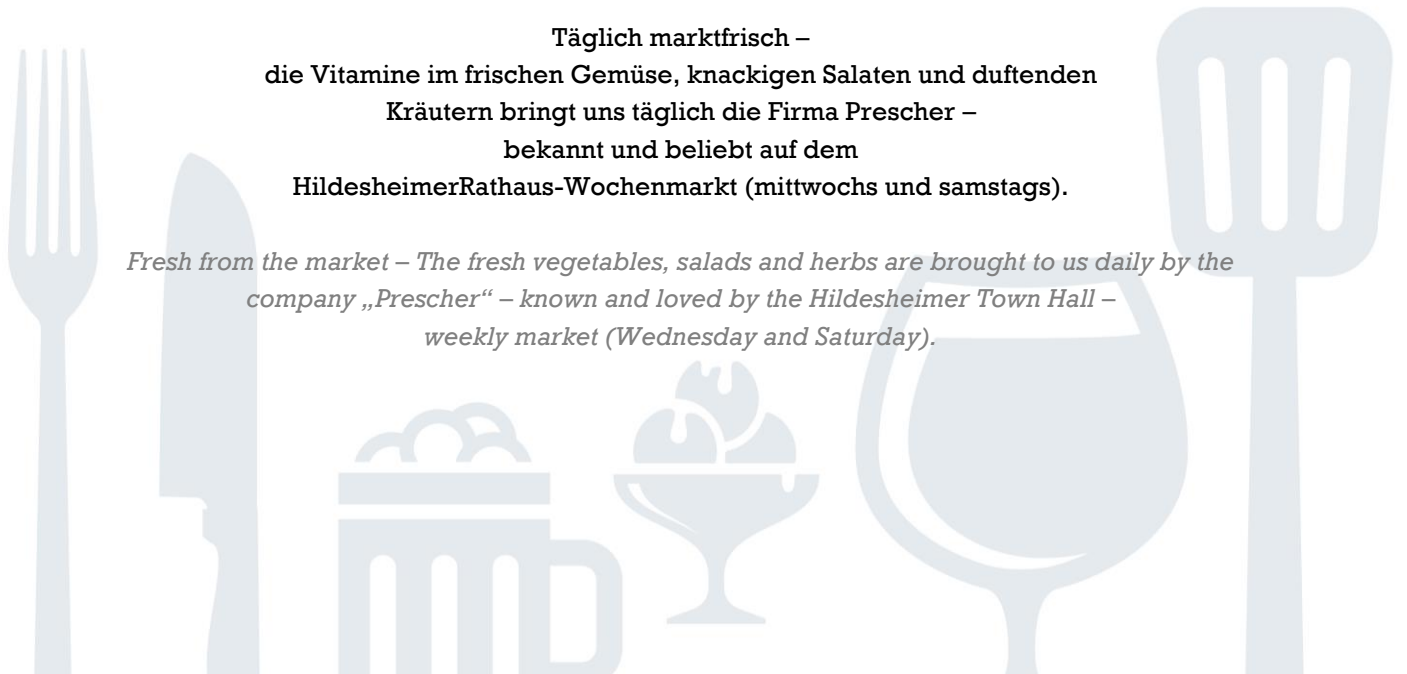 Täglich marktfrisch –
die Vitamine im frischen Gemüse, knackigen Salaten und duftenden
Kräutern bringt uns täglich die Firma Prescher –
bekannt und beliebt auf dem
HildesheimerRathaus-Wochenmarkt (mittwochs und samstags).
Fresh from the market – The fresh vegetables, salads and herbs are brought to us daily by the
company „Prescher“ – known and loved by the Hildesheimer Town Hall –
weekly market (Wednesday and Saturday).